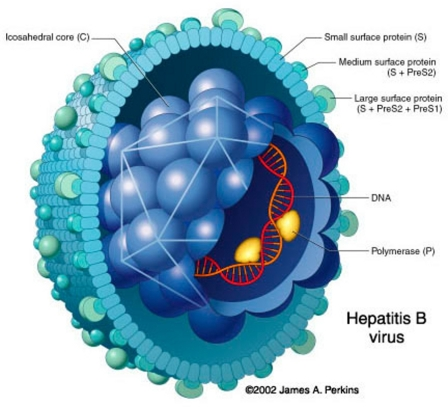 Icosahedral core (C)
Small surface protein (S)
Medium surface protein
(S + PreS2)
Large surface protein
(S + PreS2 + PreS1)
DNA
Polymerase (P)
Hepatitis B
virus
©2002 James A. Perkins